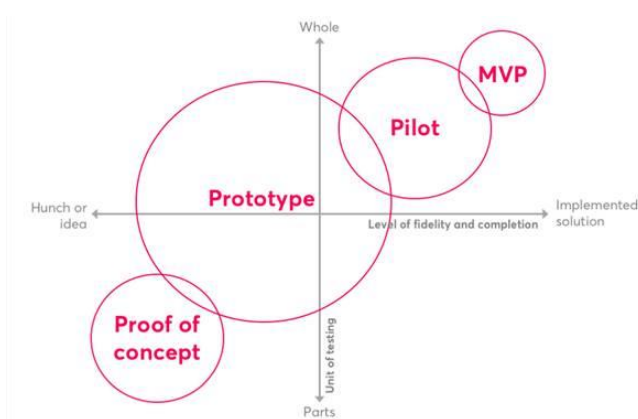 Whole
MVP
Pilot
Prototype
Hunch or
idea
Implemented
solution
Level of fidelity and completion
Proof of
concept
Unit of testing
Parts